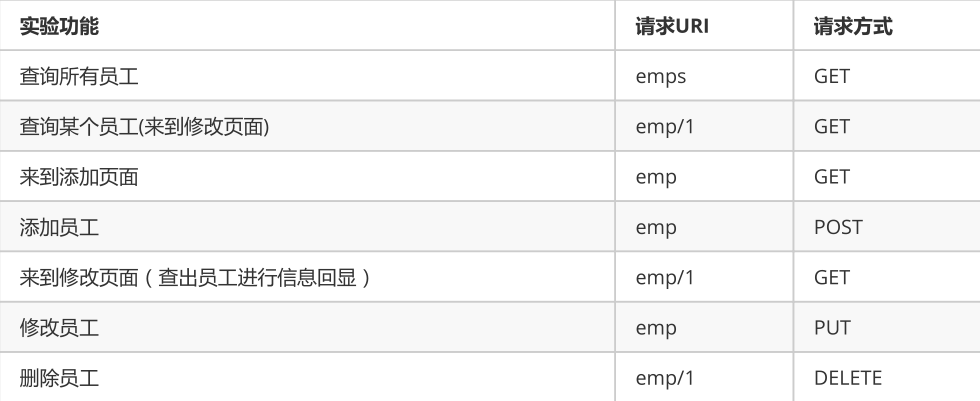 实验功能 请求URI 请求方式
查询所有员工 emps GET
查询某个员工(来到修改页面) emp/1 GET
来到添加页面 emp GET
添加员工 emp POST
来到修改页面（查出员工进行信息回显） emp/1 GET
修改员工 emp PUT
删除员工 emp/1 DELETE